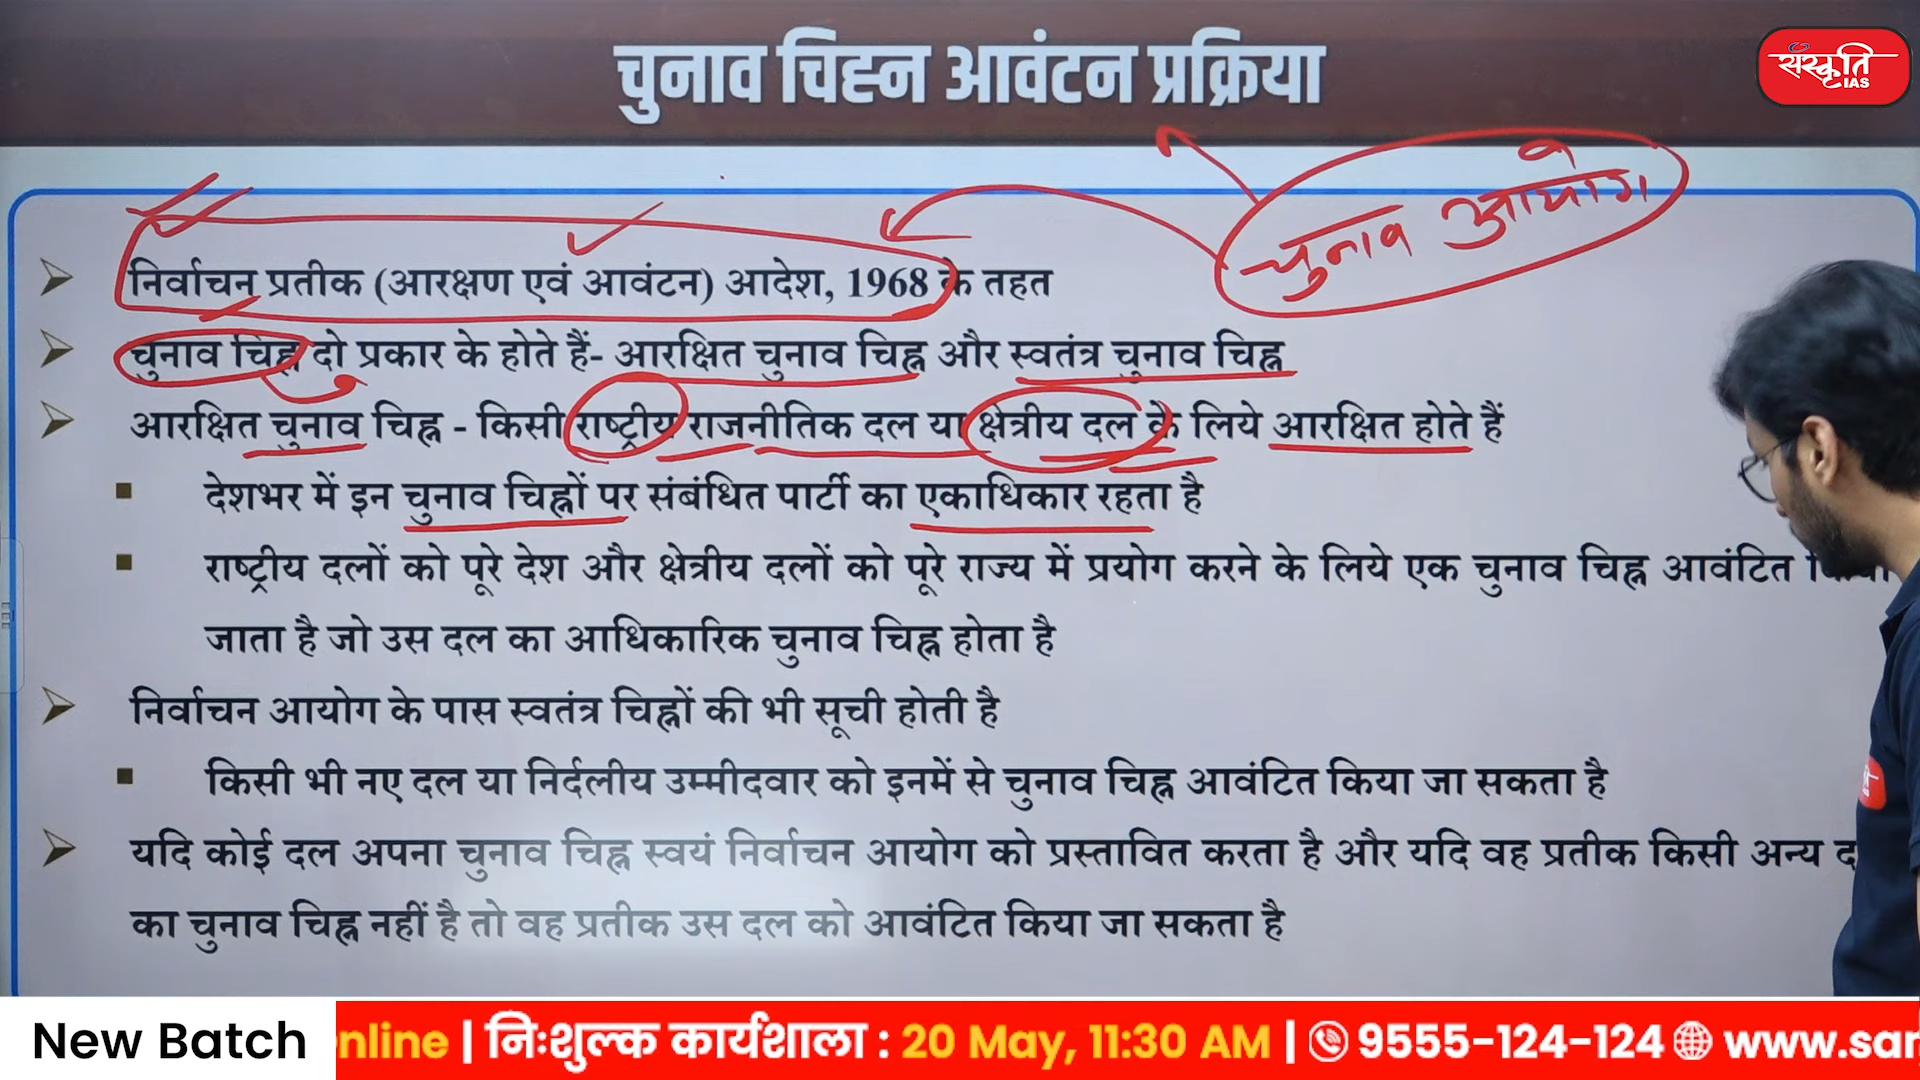 चुनाव चिह्न आवंटन प्रक्रिया
संस्कृति
IAS
चुनाव आयोग
निर्वाचन प्रतीक (आरक्षण एवं आवंटन) आदेश, 1968 के तहत
चुनाव चिह्न दो प्रकार के होते हैं- आरक्षित चुनाव चिह्न और स्वतंत्र चुनाव चिह्न
आरक्षित चुनाव चिह्न - किसी राष्ट्रीय राजनीतिक दल या क्षेत्रीय दल के लिये आरक्षित होते हैं
देशभर में इन चुनाव चिह्नों पर संबंधित पार्टी का एकाधिकार रहता है
राष्ट्रीय दलों को पूरे देश और क्षेत्रीय दलों को पूरे राज्य में प्रयोग करने के लिये एक चुनाव चिह्न आवंटित
जाता है जो उस दल का आधिकारिक चुनाव चिह्न होता है
निर्वाचन आयोग के पास स्वतंत्र चिह्नों की भी सूची होती है
किसी भी नए दल या निर्दलीय उम्मीदवार को इनमें से चुनाव चिह्न आवंटित किया जा सकता है
यदि कोई दल अपना चुनाव चिह्न स्वयं निर्वाचन आयोग को प्रस्तावित करता है और यदि वह प्रतीक किसी अन्य
का चुनाव चिह्न नहीं है तो वह प्रतीक उस दल को आवंटित किया जा सकता है
New Batch nline | निःशुल्क कार्यशाला : 20 May, 11:30 AM | 9555-124-124 www.sar